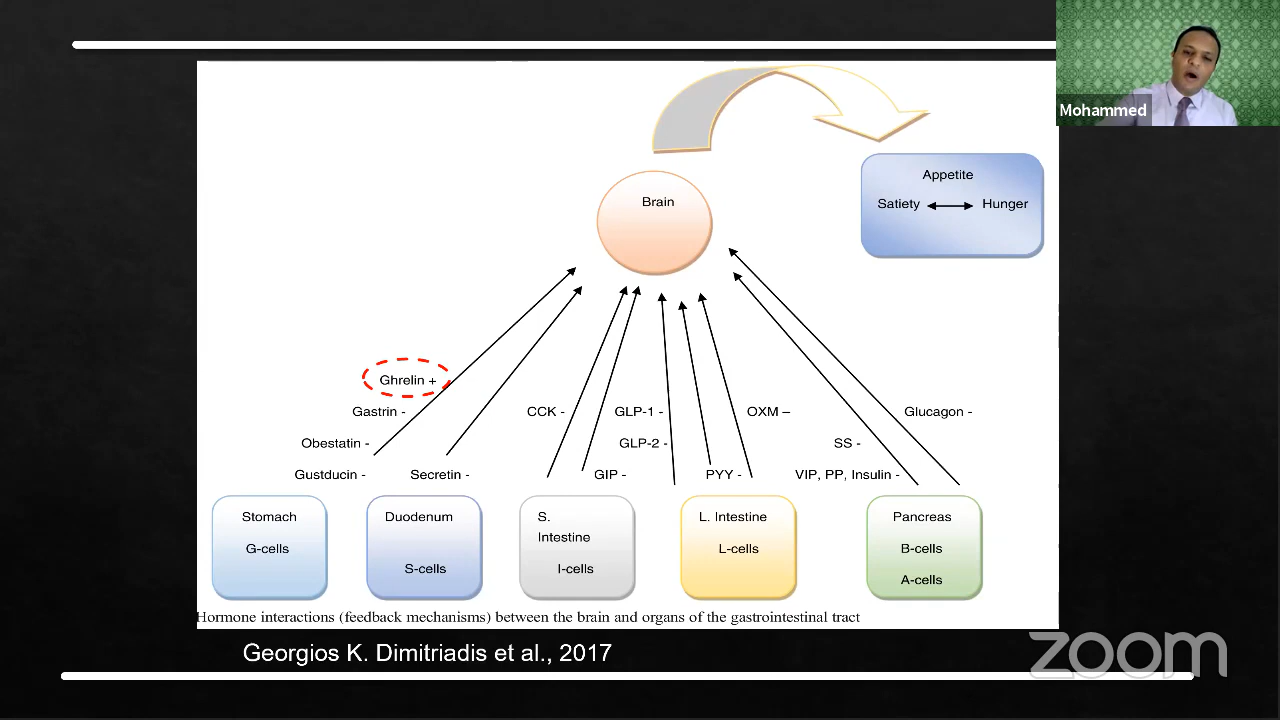 Mohammed
Brain
Appetite
Satiety Hunger
Ghrelin +
Gastrin -
Obestatin -
Gustducin -
Secretin -
CCK -
GIP -
GLP-1 -
GLP-2 -
PYY -
OXM –
SS -
VIP, PP, Insulin -
Glucagon -
Stomach
G-cells
Duodenum
S-cells
S.
Intestine
I-cells
L. Intestine
L-cells
Pancreas
B-cells
A-cells
Hormone interactions (feedback mechanisms) between the brain and organs of the gastrointestinal tract
Georgios K. Dimitriadis et al., 2017
zoom